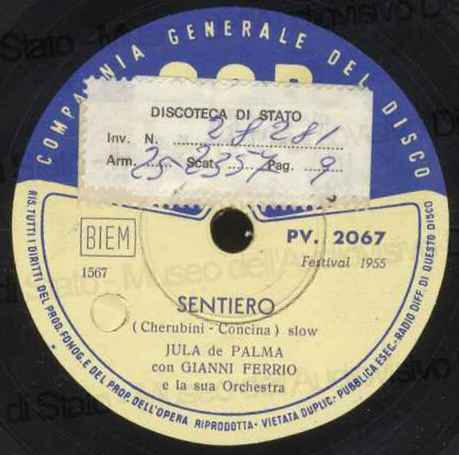 COMPAGNIA GENERALE DEL DISCO
DISCOTECA DI STATO
Inv. N. 28281
Arm. 25 Scat. 2357 Pag. 9
BIEM
PV. 2067
1567
Festival 1955
SENTIERO
(Cherubini - Concina) slow
JULA de PALMA
con GIANNI FERRIO
e la sua Orchestra
RIS. TUTTI I DIRITTI DEL PROD. FONOG. E DEL PROP. DELL'OPERA RIPRODOTTA - VIETATA DUPLIC. - PUBBLICA ESEC. - RADIO DIFF. DI QUESTO DISCO